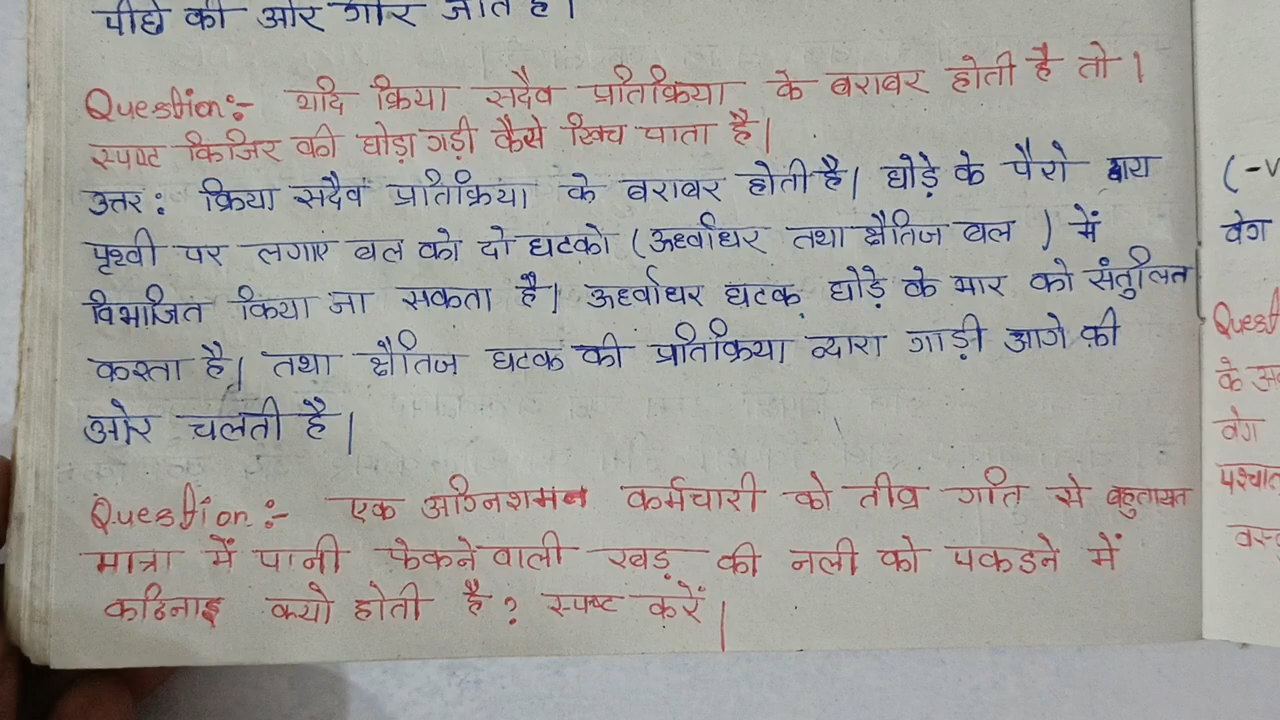 पीछे की ओर गीर जाते है।
Question:- यदि क्रिया सदैव प्रतिक्रिया के बराबर होती है तो।
स्पष्ट किजिर की घोड़ा गड़ी कैसे खिंच पाता है।
उत्तर: क्रिया सदैव प्रतिक्रिया के बराबर होती है। घोड़े के पैरो द्वारा
पृथ्वी पर लगाए बल को दो घटको (ऊर्ध्वाधर तथा क्षैतिज बल ) में
विभाजित किया जा सकता है। ऊर्ध्वाधर घटक घोड़े के भार को संतुलित
करता है। तथा क्षैतिज घटक की प्रतिक्रिया व्दारा गाड़ी आगे की
ओर चलती है।
Question:- एक अग्निशमन कर्मचारी को तीव्र गति से बहुतायत
मात्रा में पानी फेकने वाली रबड़ की नली को पकडने में
कठिनाइ क्यो होती है? स्पष्ट करें।
(-v
वेग
Quest
के अ
वेग
पश्चात
वस्त